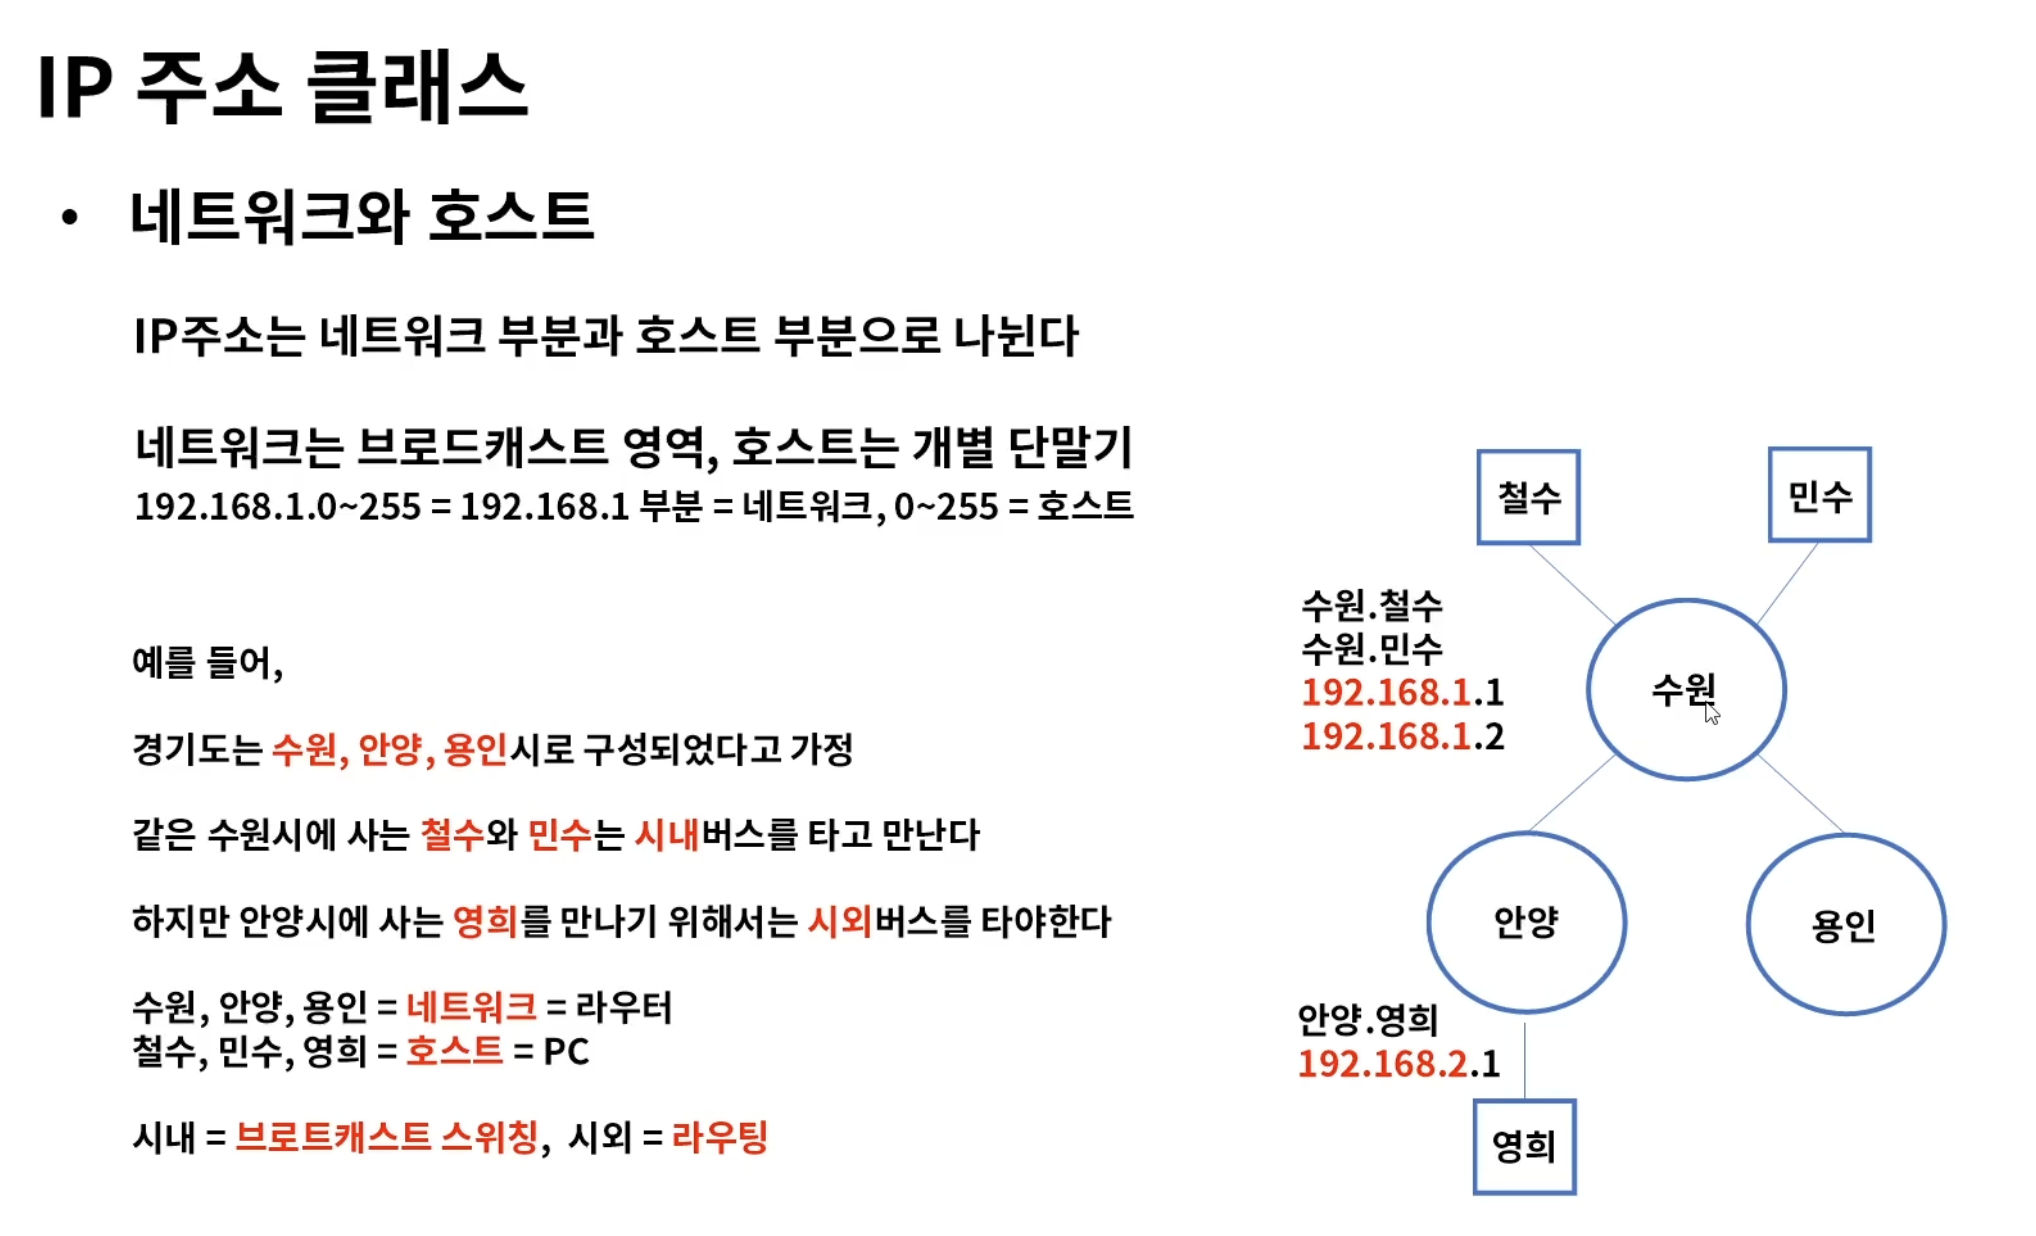 IP 주소 클래스
• 네트워크와 호스트
IP주소는 네트워크 부분과 호스트 부분으로 나뉜다
네트워크는 브로드캐스트 영역, 호스트는 개별 단말기
192.168.1.0~255 = 192.168.1 부분 = 네트워크, 0~255 = 호스트
예를 들어,
경기도는 수원, 안양, 용인시로 구성되었다고 가정
같은 수원시에 사는 철수와 민수는 시내버스를 타고 만난다
하지만 안양시에 사는 영희를 만나기 위해서는 시외버스를 타야한다
수원, 안양, 용인 = 네트워크 = 라우터
철수, 민수, 영희 = 호스트 = PC
시내 = 브로트캐스트 스위칭, 시외 = 라우팅
철수
민수
수원.철수
수원.민수
192.168.1.1
192.168.1.2
수원
안양
용인
안양.영희
192.168.2.1
영희